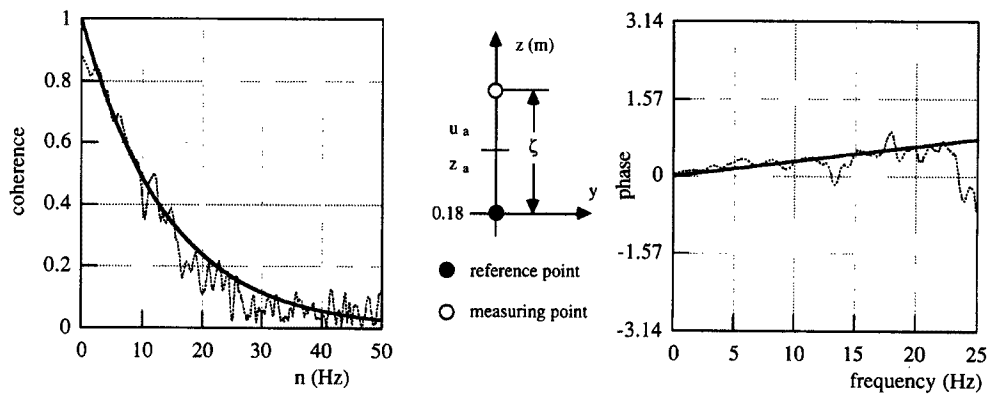 1
0.8
0.6
0.4
0.2
0
coherence
0 10 20 30 40 50
n (Hz)
z (m)
u a
z a
ζ
0.18
y
reference point
measuring point
3.14
1.57
0
-1.57
-3.14
phase
0 5 10 15 20 25
frequency (Hz)